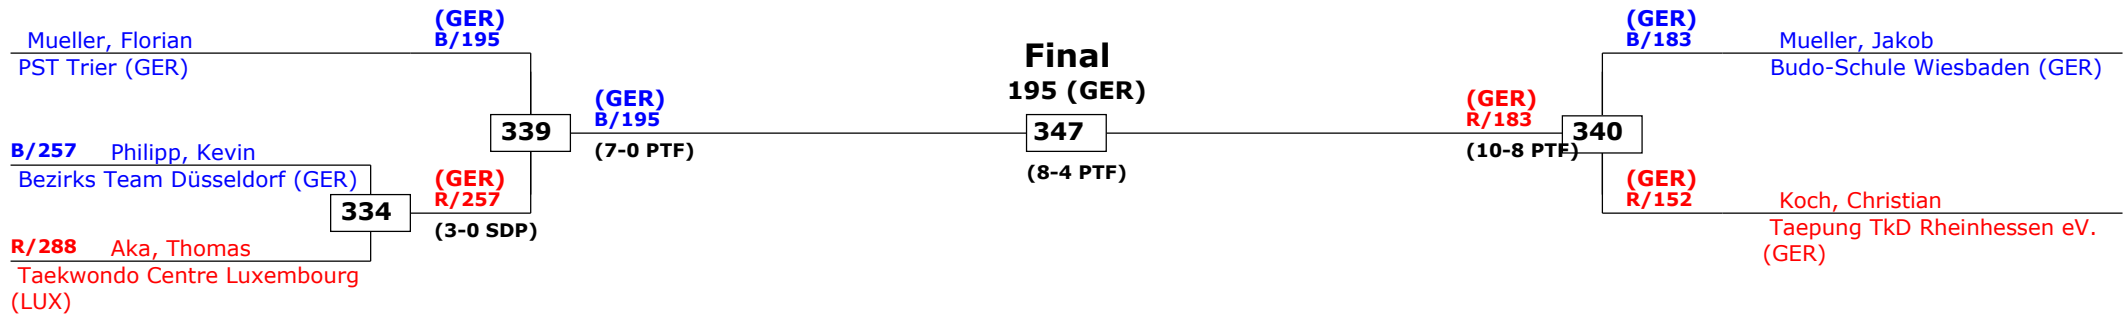 (GER)
B/195
Mueller, Florian
PST Trier (GER)
339
(GER)
B/195
(7-0 PTF)
B/257 Philipp, Kevin
Bezirks Team Düsseldorf (GER)
334
(GER)
R/257
(3-0 SDP)
R/288 Aka, Thomas
Taekwondo Centre Luxembourg
(LUX)
Final
195 (GER)
347
(8-4 PTF)
(GER)
R/183
340
(10-8 PTF)
(GER)
B/183
Mueller, Jakob
Budo-Schule Wiesbaden (GER)
(GER)
R/152
Koch, Christian
Taepung TkD Rheinhessen eV.
(GER)